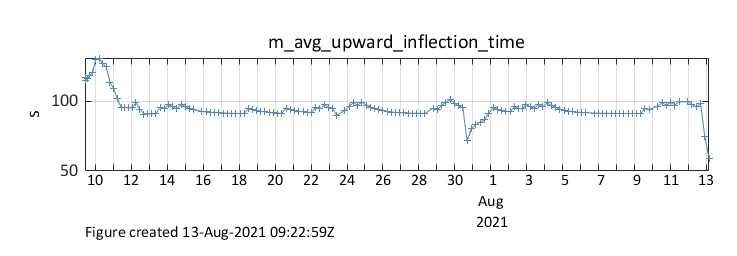 m_avg_upward_inflection_time
s
100
50
10 12 14 16 18 20 22 24 26 28 30 1 3 5 7 9 11 13
Aug
2021
Figure created 13-Aug-2021 09:22:59Z